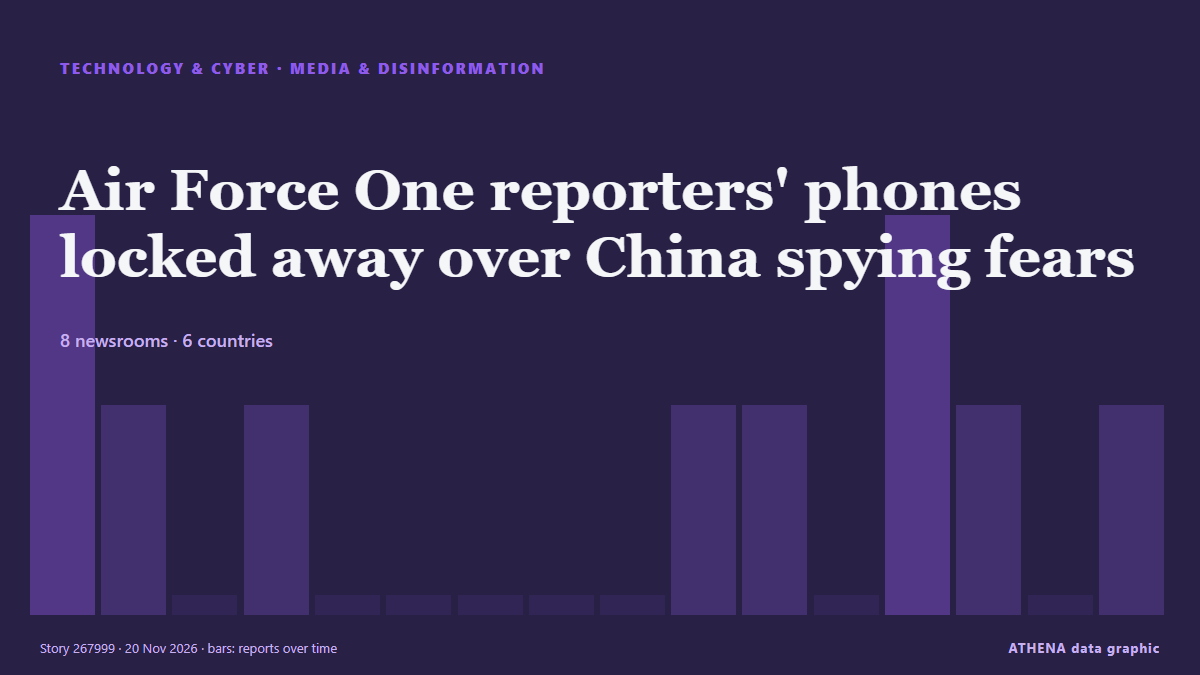 TECHNOLOGY & CYBER · MEDIA & DISINFORMATION
Air Force One reporters' phones
locked away over China spying fears
8 newsrooms · 6 countries
Story 267999 · 20 Nov 2026 · bars: reports over time
ATHENA data graphic